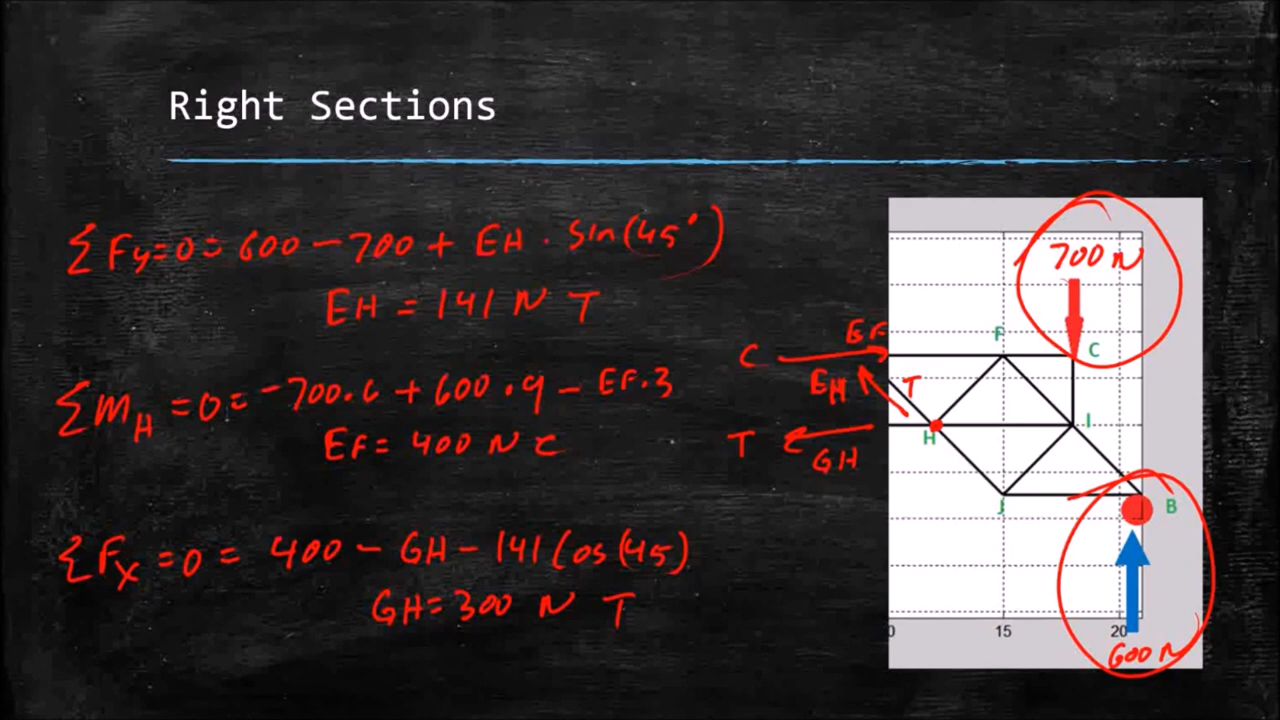 Right Sections
ΣFy=0=600-700+EH·sin(45°)
EH=141 N T
ΣMH=0=-700.6+600.9-EF.3
EF=400 N C
ΣFx=0=400-GH-141 Cos(45)
GH=300 N T
700 N
EF
F
C
C
EH
T
H
I
T
GH
J
B
0 15 20
600 N